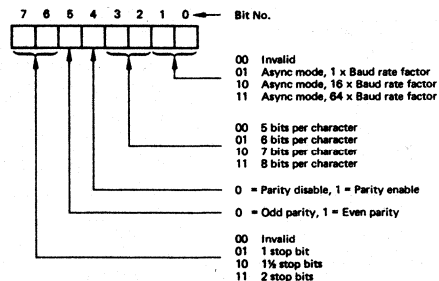 7 6 5 4 3 2 1 0 Bit No.
00 Invalid
01 Async mode, 1 x Baud rate factor
10 Async mode, 16 x Baud rate factor
11 Async mode, 64 x Baud rate factor
00 5 bits per character
01 6 bits per character
10 7 bits per character
11 8 bits per character
0 = Parity disable, 1 = Parity enable
0 = Odd parity, 1 = Even parity
00 Invalid
01 1 stop bit
10 1½ stop bits
11 2 stop bits